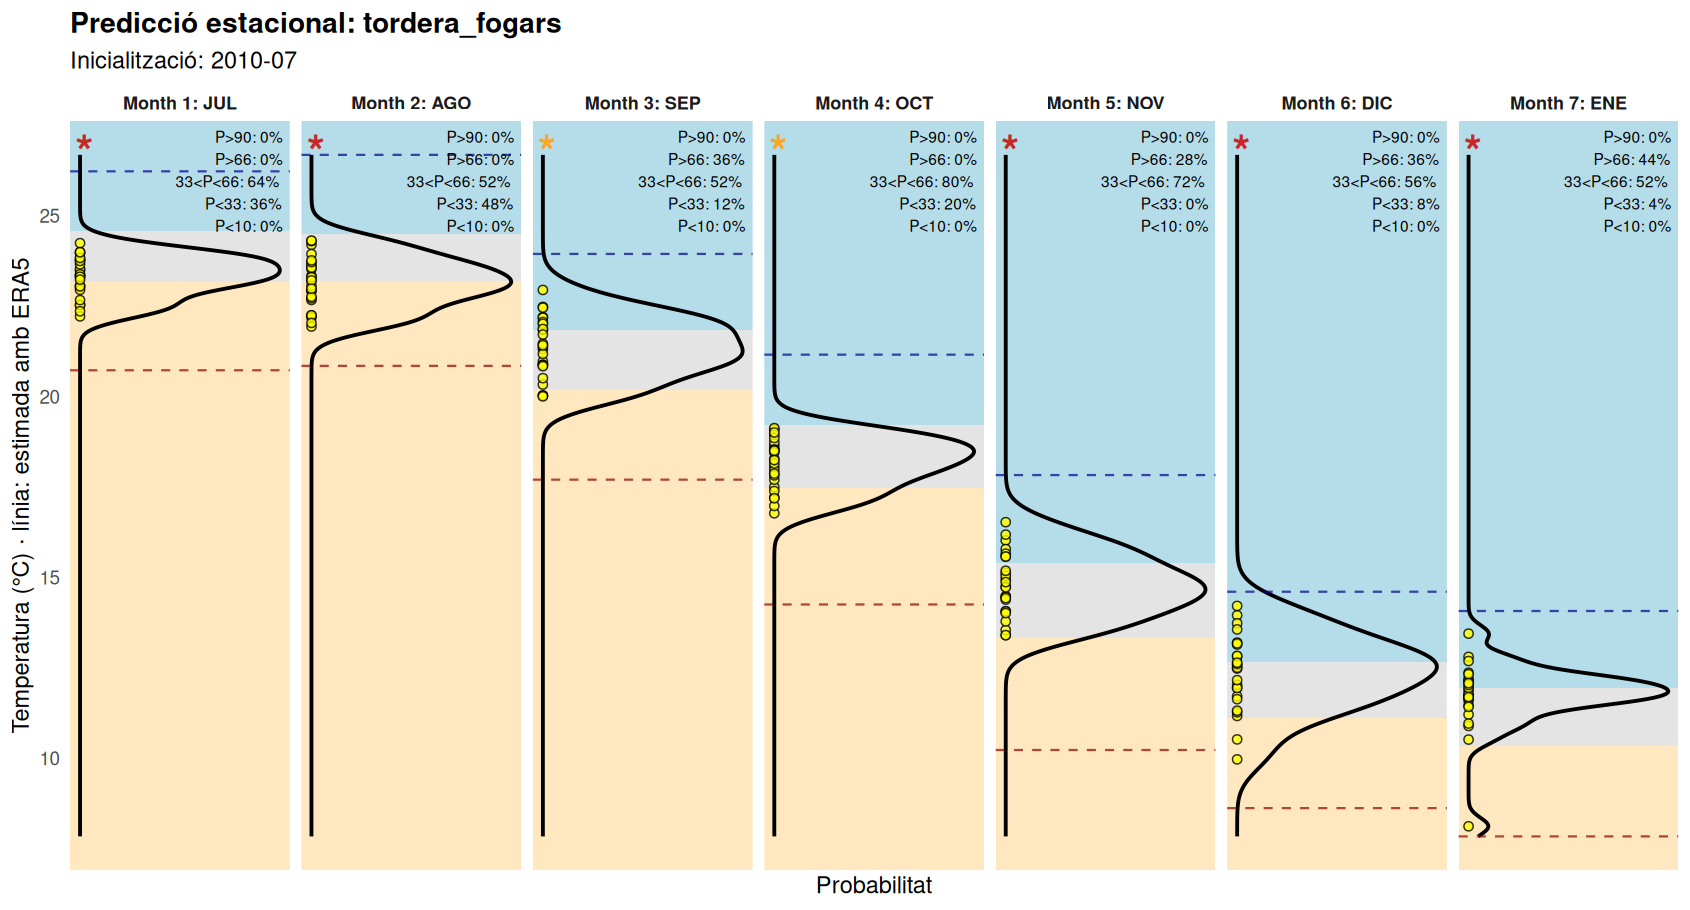 Predicció estacional: tordera_fogars
Inicialització: 2010-07
Month 1: JUL
Month 2: AGO
Month 3: SEP
Month 4: OCT
Month 5: NOV
Month 6: DIC
Month 7: ENE
*
P>90: 0%
P>66: 0%
33<P<66: 64%
P<33: 36%
P<10: 0%
*
P>90: 0%
P>66: 0%
33<P<66: 52%
P<33: 48%
P<10: 0%
*
P>90: 0%
P>66: 36%
33<P<66: 52%
P<33: 12%
P<10: 0%
*
P>90: 0%
P>66: 0%
33<P<66: 80%
P<33: 20%
P<10: 0%
*
P>90: 0%
P>66: 28%
33<P<66: 72%
P<33: 0%
P<10: 0%
*
P>90: 0%
P>66: 36%
33<P<66: 56%
P<33: 8%
P<10: 0%
*
P>90: 0%
P>66: 44%
33<P<66: 52%
P<33: 4%
P<10: 0%
25
20
15
10
Temperatura (°C) · línia: estimada amb ERA5
Probabilitat